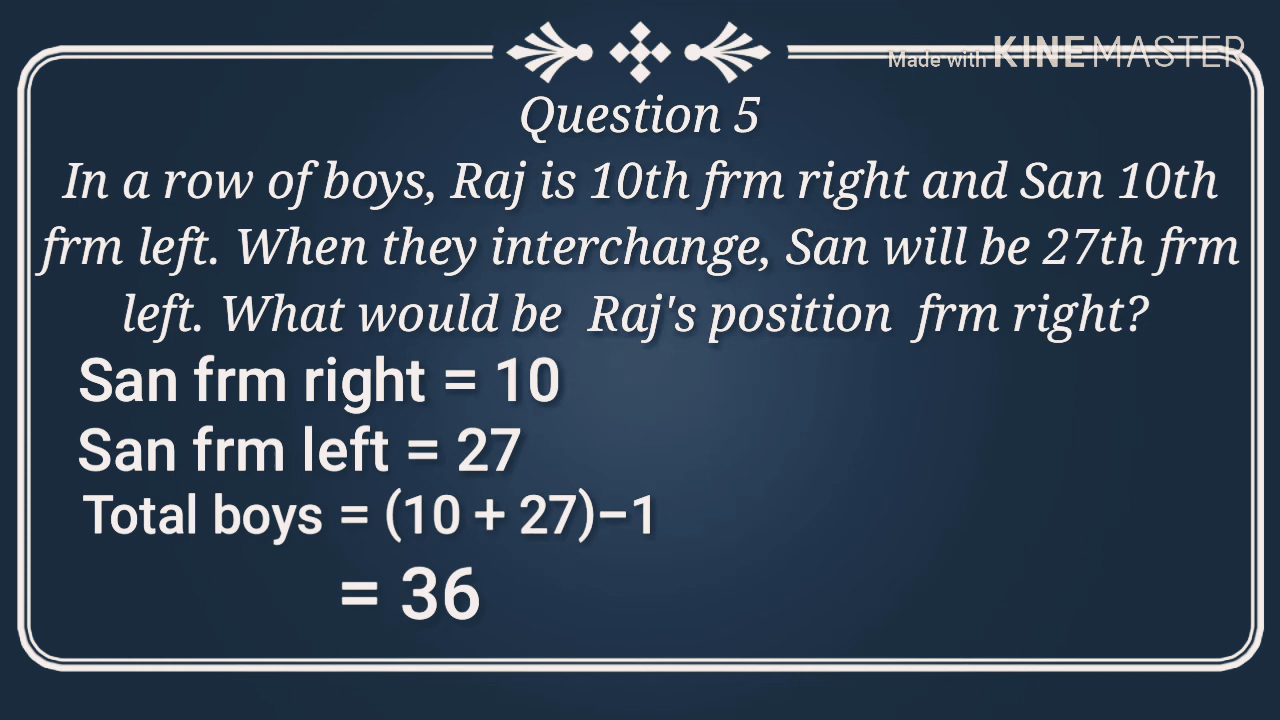 Made with KINEMASTER
Question 5
In a row of boys, Raj is 10th frm right and San 10th
frm left. When they interchange, San will be 27th frm
left. What would be Raj's position frm right?
San frm right = 10
San frm left = 27
Total boys = (10 + 27)−1
= 36